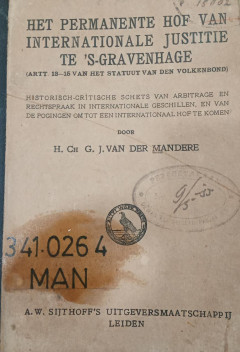 HET PERMANENTE HOF VAN
INTERNATIONALE JUSTITIE
TE 'S-GRAVENHAGE
(ARTT. 13-15 VAN HET STATUUT VAN DEN VOLKENBOND)
HISTORISCH-CRITISCHE SCHETS VAN ARBITRAGE EN
RECHTSPRAAK IN INTERNATIONALE GESCHILLEN, EN VAN
DE POGINGEN OM TOT EEN INTERNATIONAAL HOF TE KOMEN
DOOR
H. CH G. J. VAN DER MANDERE
341.026 4
MAN
A. W. SIJTHOFF'S UITGEVERSMAATSCHAPPIJ
LEIDEN